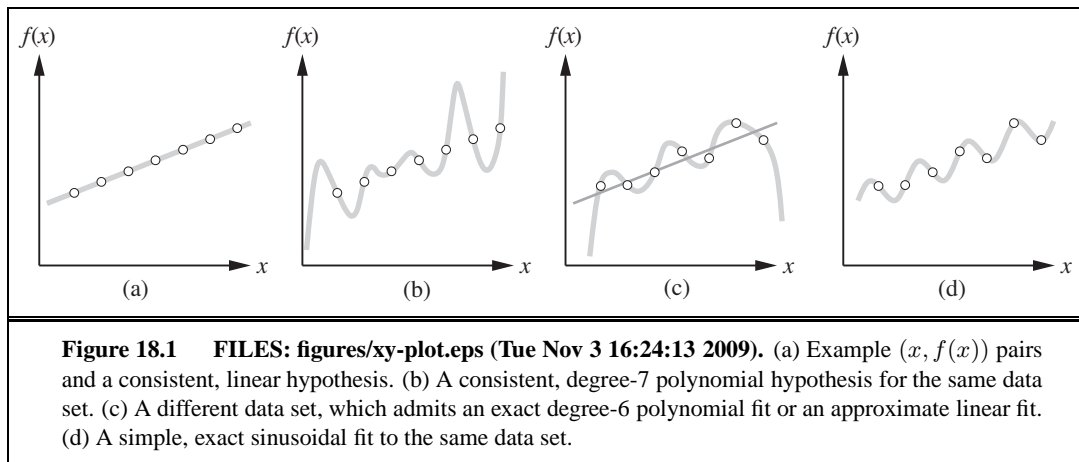 f(x) f(x) f(x) f(x)
x x x x
(a) (b) (c) (d)
Figure 18.1 FILES: figures/xy-plot.eps (Tue Nov 3 16:24:13 2009). (a) Example (x, f(x)) pairs
and a consistent, linear hypothesis. (b) A consistent, degree-7 polynomial hypothesis for the same data
set. (c) A different data set, which admits an exact degree-6 polynomial fit or an approximate linear fit.
(d) A simple, exact sinusoidal fit to the same data set.